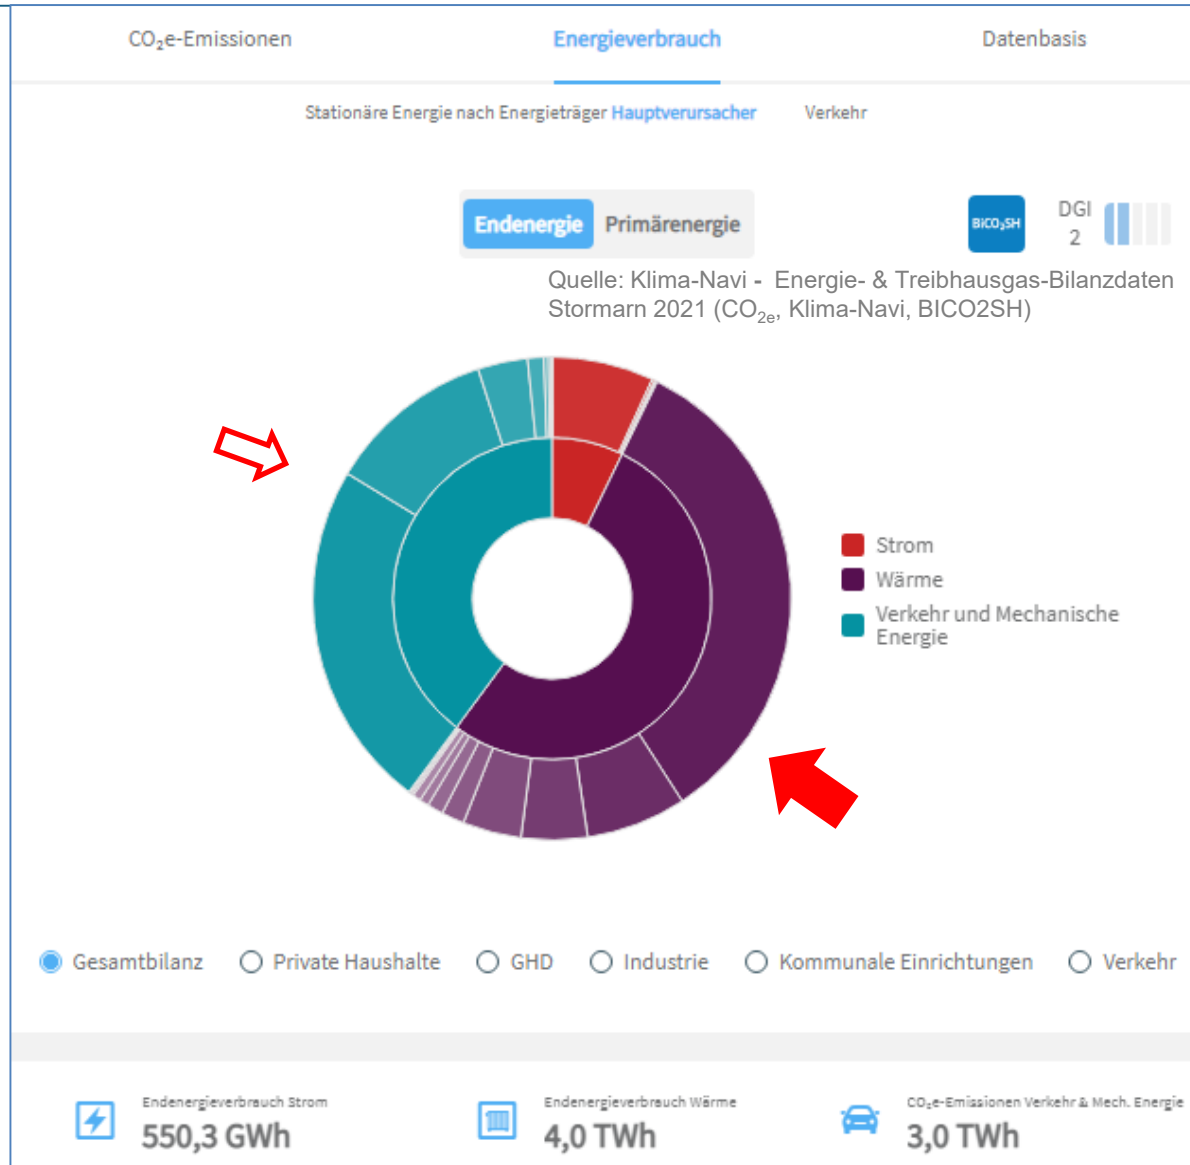 CO₂e-Emissionen Energieverbrauch Datenbasis
Stationäre Energie nach Energieträger Hauptverursacher Verkehr
Endenergie Primärenergie
BICO₂SH
DGI
2
Quelle: Klima-Navi - Energie- & Treibhausgas-Bilanzdaten
Stormarn 2021 (CO₂e, Klima-Navi, BICO2SH)
Strom
Wärme
Verkehr und Mechanische
Energie
Gesamtbilanz Private Haushalte GHD Industrie Kommunale Einrichtungen Verkehr
Endenergieverbrauch Strom
550,3 GWh
Endenergieverbrauch Wärme
4,0 TWh
CO₂e-Emissionen Verkehr & Mech. Energie
3,0 TWh